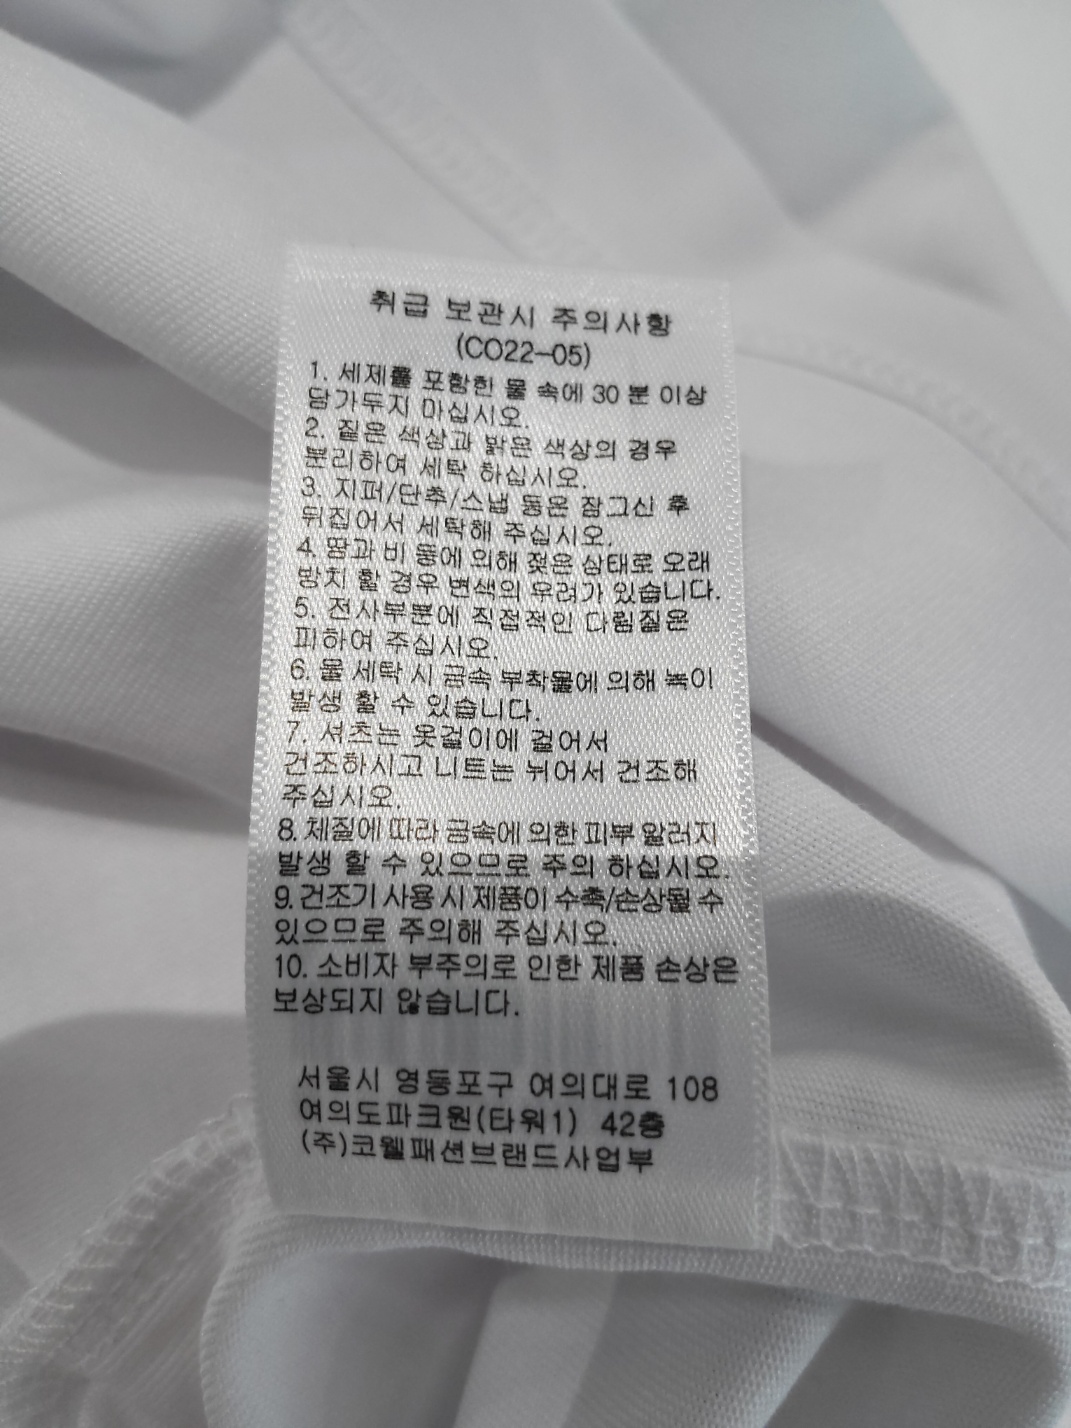 취급 보관시 주의사항
(CO22-05)
1. 세제를 포함한 물 속에 30 분 이상
담가두지 마십시오.
2. 짙은 색상과 밝은 색상의 경우
분리하여 세탁 하십시오.
3. 지퍼/단추/스냅 등은 잠그신 후
뒤집어서 세탁해 주십시오.
4. 땀과 비 등에 의해 젖은 상태로 오래
방치 할 경우 변색의 우려가 있습니다.
5. 전사부분에 직접적인 다림질은
피하여 주십시오.
6. 물 세탁 시 금속 부착물에 의해 녹이
발생 할 수 있습니다.
7. 셔츠는 옷걸이에 걸어서
건조하시고 니트는 뉘어서 건조해
주십시오.
8. 체질에 따라 금속에 의한 피부 알러지
발생 할 수 있으므로 주의 하십시오.
9. 건조기 사용 시 제품이 수축/손상될 수
있으므로 주의해 주십시오.
10. 소비자 부주의로 인한 제품 손상은
보상되지 않습니다.
서울시 영등포구 여의대로 108
여의도파크원(타워1) 42층
(주)코웰패션브랜드사업부